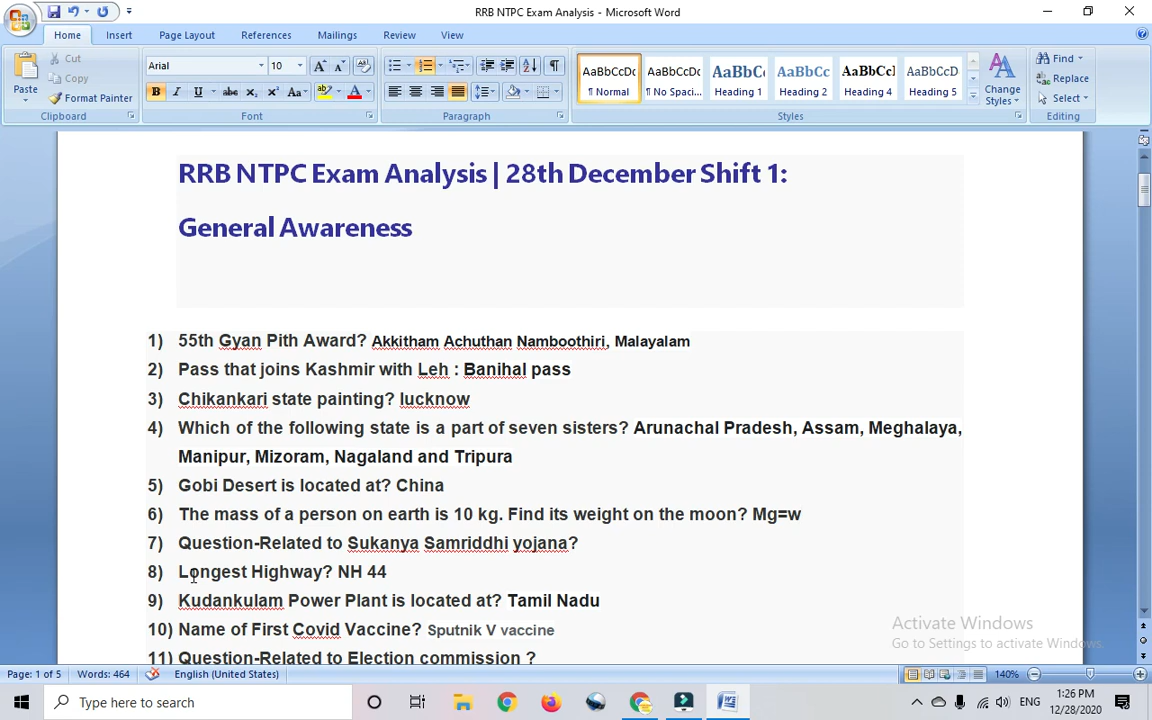 RRB NTPC Exam Analysis - Microsoft Word
Home Insert Page Layout References Mailings Review View
Paste
Cut
Copy
Format Painter
Clipboard
Arial 10
Font
Paragraph
AaBbCcDc AaBbCcDc AaBbC AaBbCc AaBbCcI AaBbCcD
¶ Normal ¶ No Spaci... Heading 1 Heading 2 Heading 4 Heading 5
Change Styles
Styles
Find
Replace
Select
Editing
RRB NTPC Exam Analysis | 28th December Shift 1:
General Awareness
1) 55th Gyan Pith Award? Akkitham Achuthan Namboothiri, Malayalam
2) Pass that joins Kashmir with Leh : Banihal pass
3) Chikankari state painting? lucknow
4) Which of the following state is a part of seven sisters? Arunachal Pradesh, Assam, Meghalaya,
Manipur, Mizoram, Nagaland and Tripura
5) Gobi Desert is located at? China
6) The mass of a person on earth is 10 kg. Find its weight on the moon? Mg=w
7) Question-Related to Sukanya Samriddhi yojana?
8) Longest Highway? NH 44
9) Kudankulam Power Plant is located at? Tamil Nadu
10) Name of First Covid Vaccine? Sputnik V vaccine
11) Question-Related to Election commission ?
Activate Windows
Go to Settings to activate Windows.
Page: 1 of 5 Words: 464 English (United States) 140%
Type here to search
ENG
1:26 PM
12/28/2020